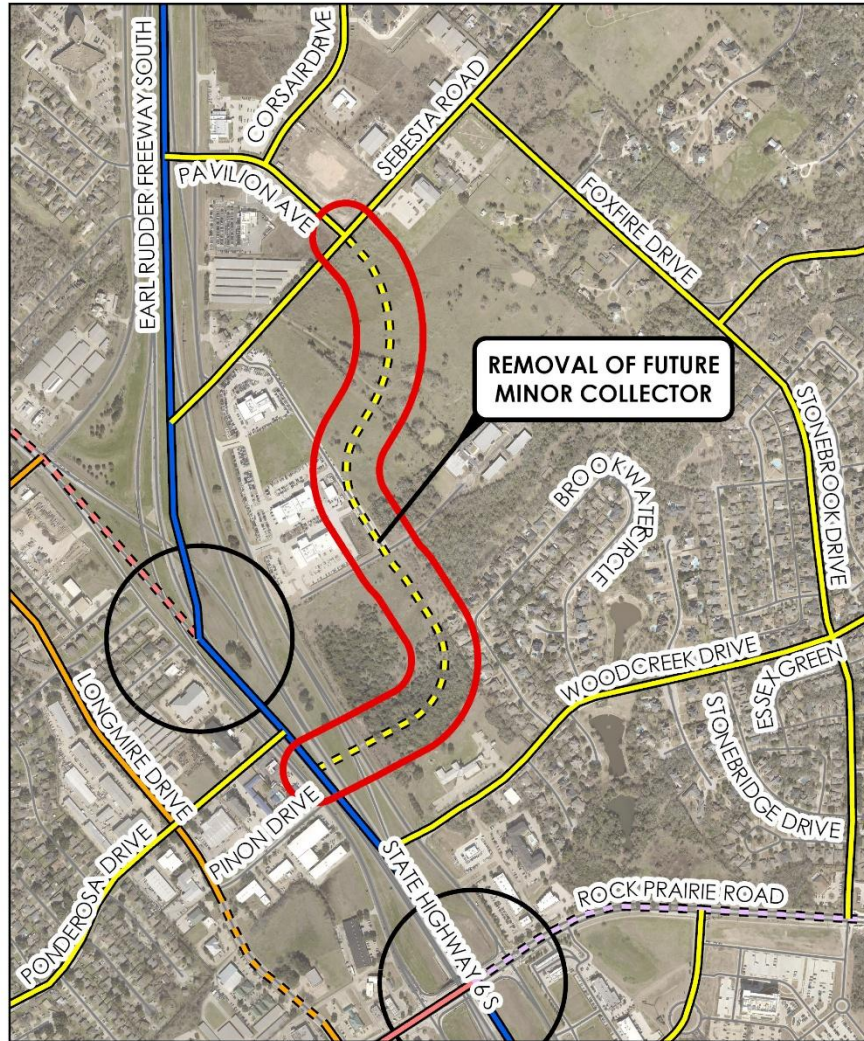 EARL RUDDER FREEWAY SOUTH
CORSAIR DRIVE
SEBESTA ROAD
PAVILION AVE
FOXFIRE DRIVE
REMOVAL OF FUTURE
MINOR COLLECTOR
STONEBROOK DRIVE
BROOKWATER
CIRCLE
WOODCREEK DRIVE
ESSEX GREEN
STONEBRIDGE DRIVE
LONGMIRE DRIVE
PONDEROSA DRIVE
PINON DRIVE
STATE HIGHWAY 6 S
ROCK PRAIRIE ROAD